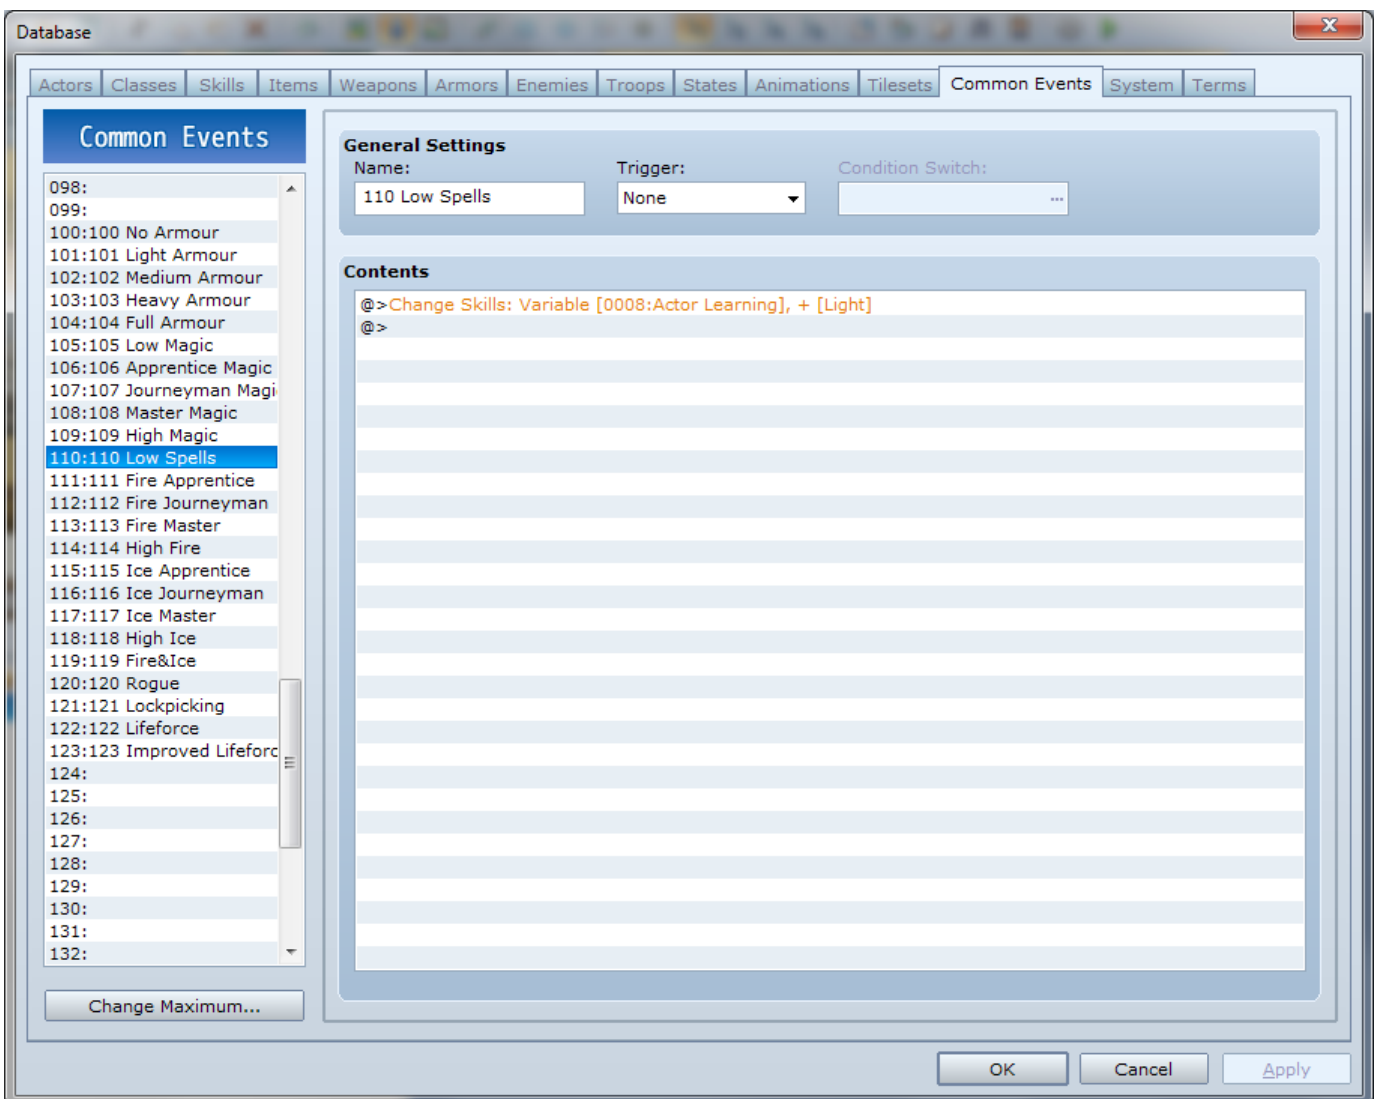 Database
Actors Classes Skills Items Weapons Armors Enemies Troops States Animations Tilesets Common Events System Terms
Common Events
098:
099:
100:100 No Armour
101:101 Light Armour
102:102 Medium Armour
103:103 Heavy Armour
104:104 Full Armour
105:105 Low Magic
106:106 Apprentice Magic
107:107 Journeyman Magi
108:108 Master Magic
109:109 High Magic
110:110 Low Spells
111:111 Fire Apprentice
112:112 Fire Journeyman
113:113 Fire Master
114:114 High Fire
115:115 Ice Apprentice
116:116 Ice Journeyman
117:117 Ice Master
118:118 High Ice
119:119 Fire&Ice
120:120 Rogue
121:121 Lockpicking
122:122 Lifeforce
123:123 Improved Lifeforc
124:
125:
126:
127:
128:
129:
130:
131:
132:
Change Maximum...
General Settings
Name: Trigger: Condition Switch:
110 Low Spells None ...
Contents
@>Change Skills: Variable [0008:Actor Learning], + [Light]
@>
OK Cancel Apply